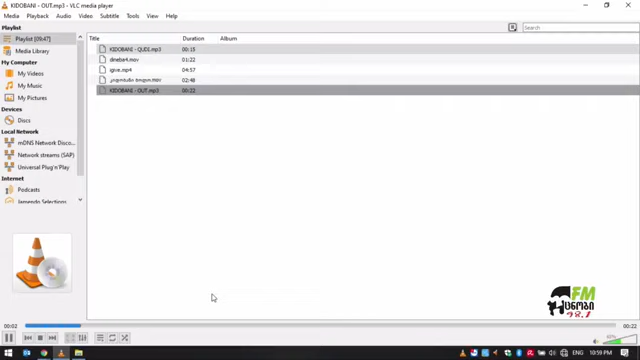 KIDOBANI - OUT.mp3 - VLC media player
Media Playback Audio Video Subtitle Tools View Help
Playlist
Search
Playlist [09:47]
Media Library
My Computer
My Videos
My Music
My Pictures
Devices
Discs
Local Network
mDNS Network Disco...
Network streams (SAP)
Universal Plug'n'Play
Internet
Podcasts
Jamendo Selections
Title Duration Album
KIDOBANI - QUDI.mp3 00:15
dineba4.mov 01:22
igive.mp4 04:57
02:48
KIDOBANI - OUT.mp3 00:22
FM
ცნობი
98.1
00:02
00:22
ENG 10:59 PM